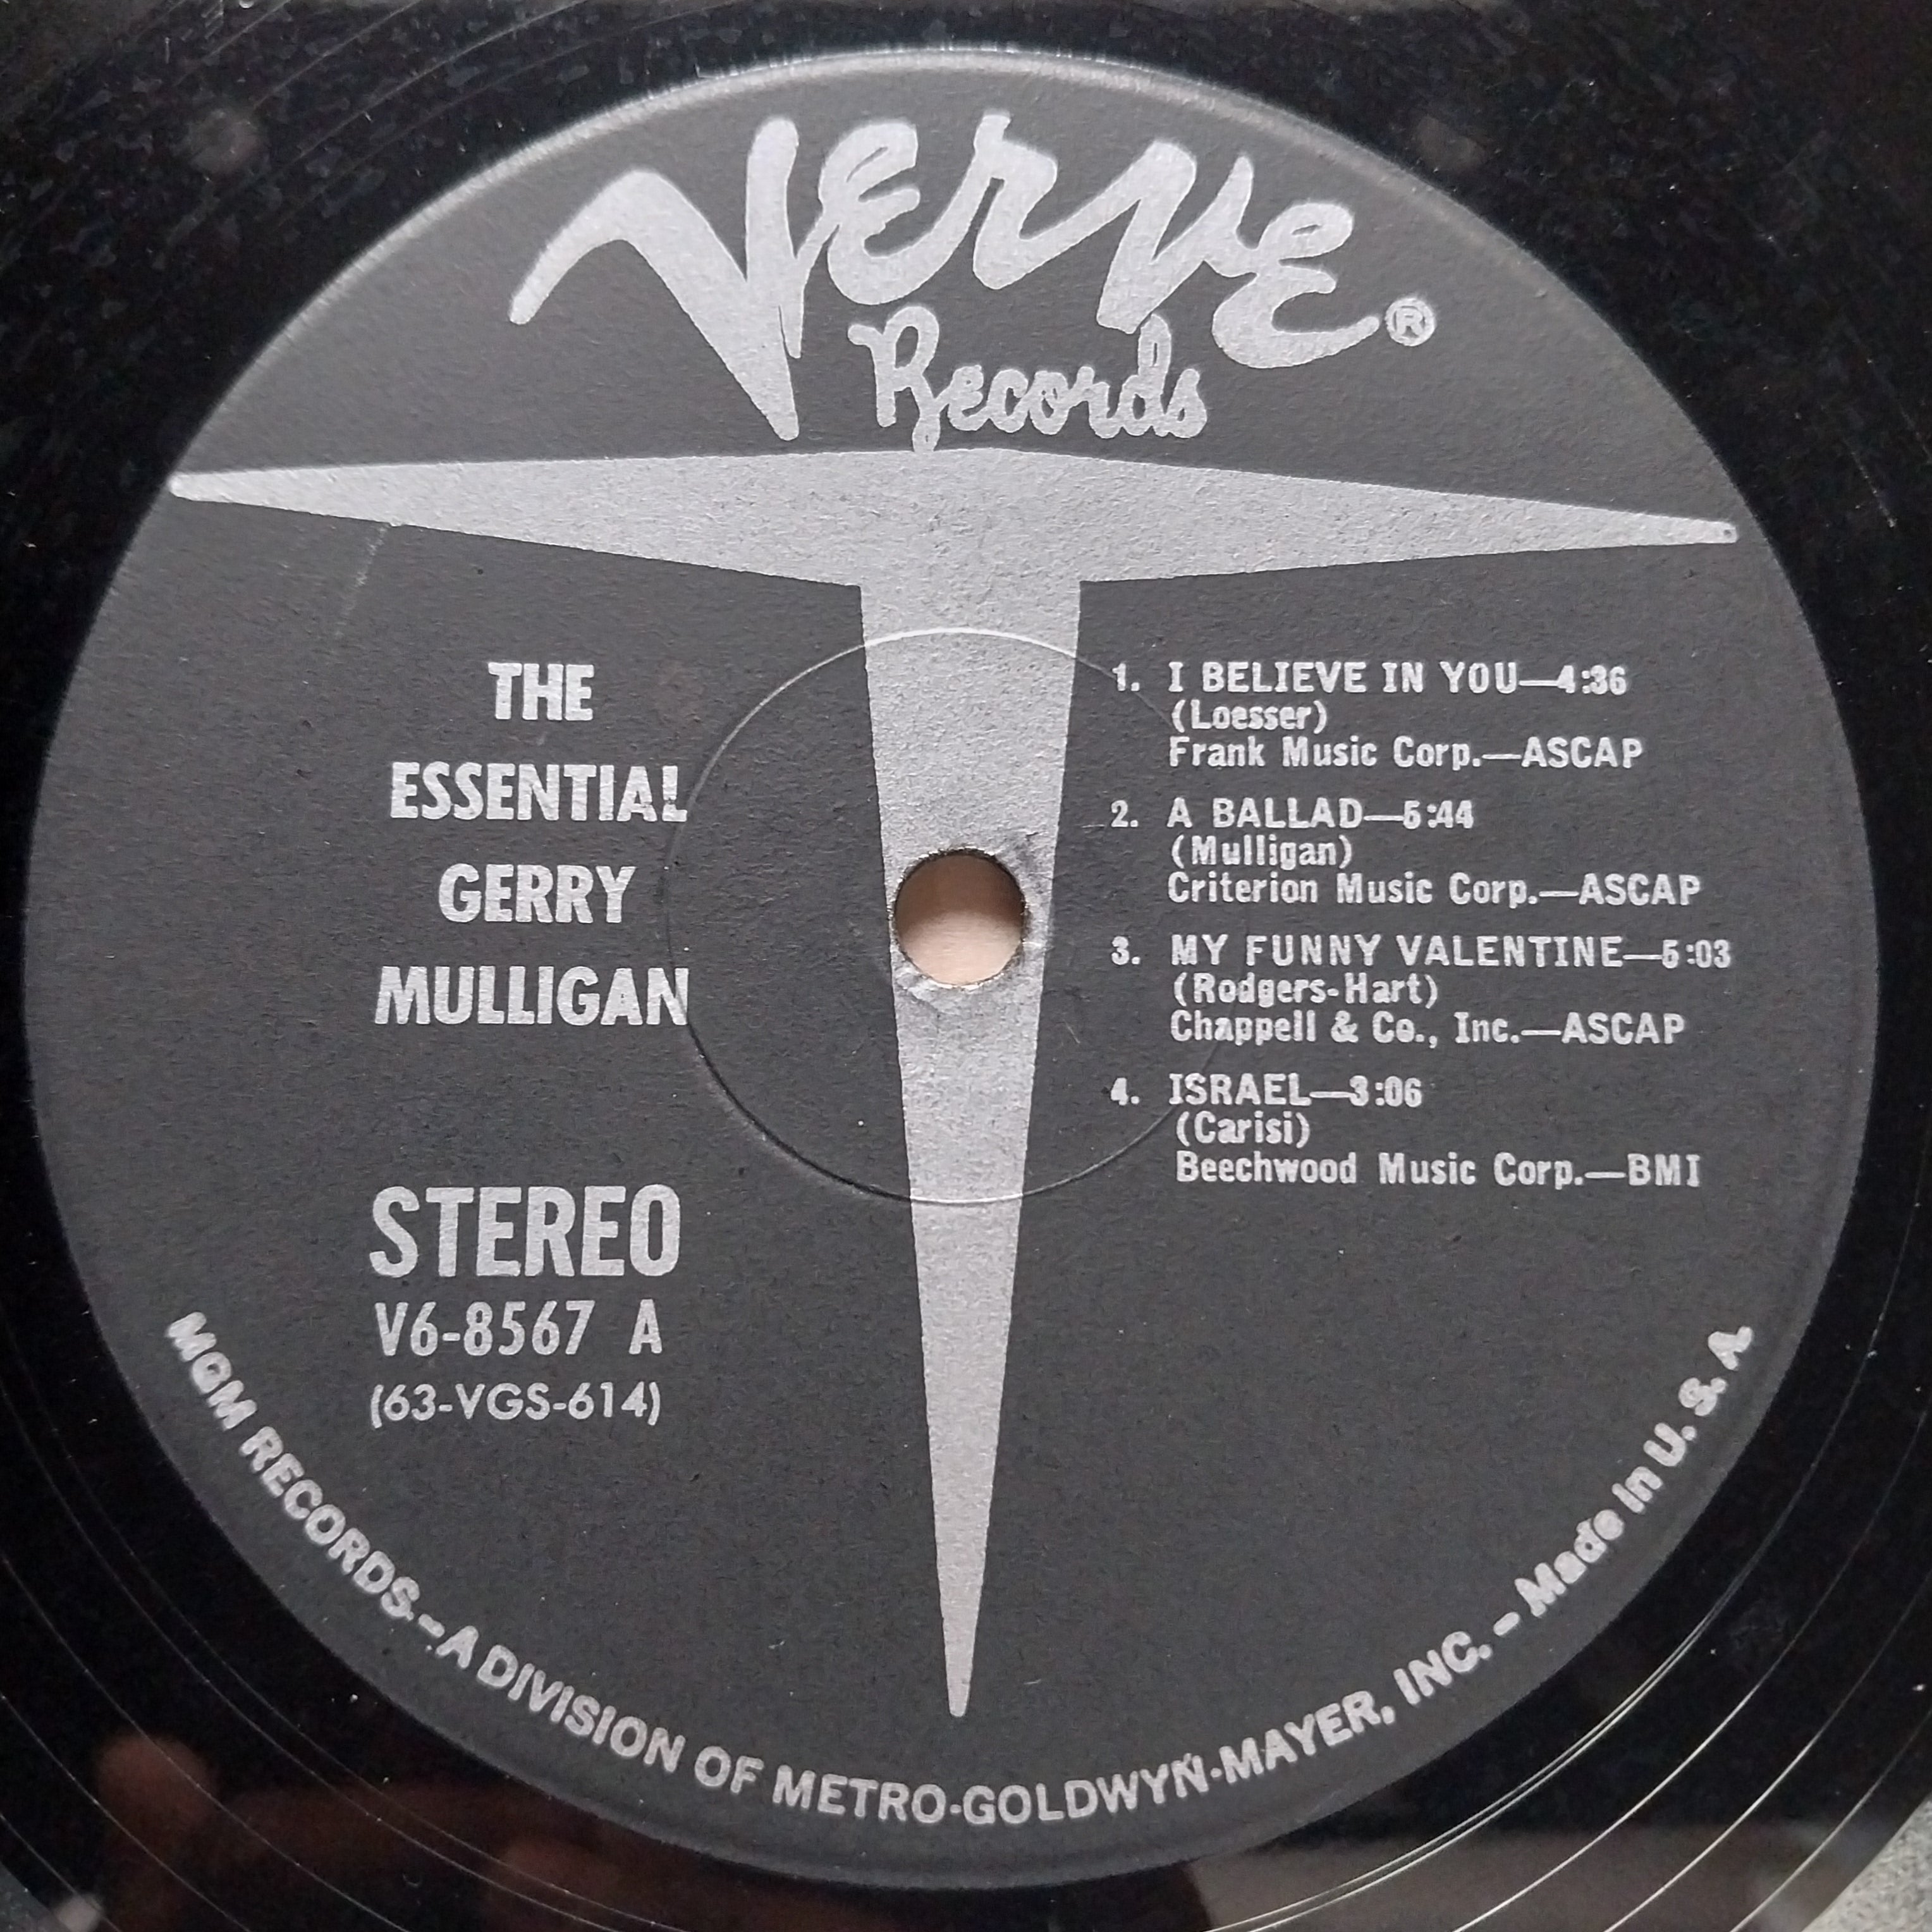 Verve®
Records
THE
ESSENTIAL
GERRY
MULLIGAN
STEREO
V6-8567 A
(63-VGS-614)
1. I BELIEVE IN YOU—4:36
(Loesser)
Frank Music Corp.—ASCAP
2. A BALLAD—5:44
(Mulligan)
Criterion Music Corp.—ASCAP
3. MY FUNNY VALENTINE—5:03
(Rodgers-Hart)
Chappell & Co., Inc.—ASCAP
4. ISRAEL—3:06
(Carisi)
Beechwood Music Corp.—BMI
MGM RECORDS–A DIVISION OF METRO-GOLDWYN-MAYER, INC. – Made in U. S. A.